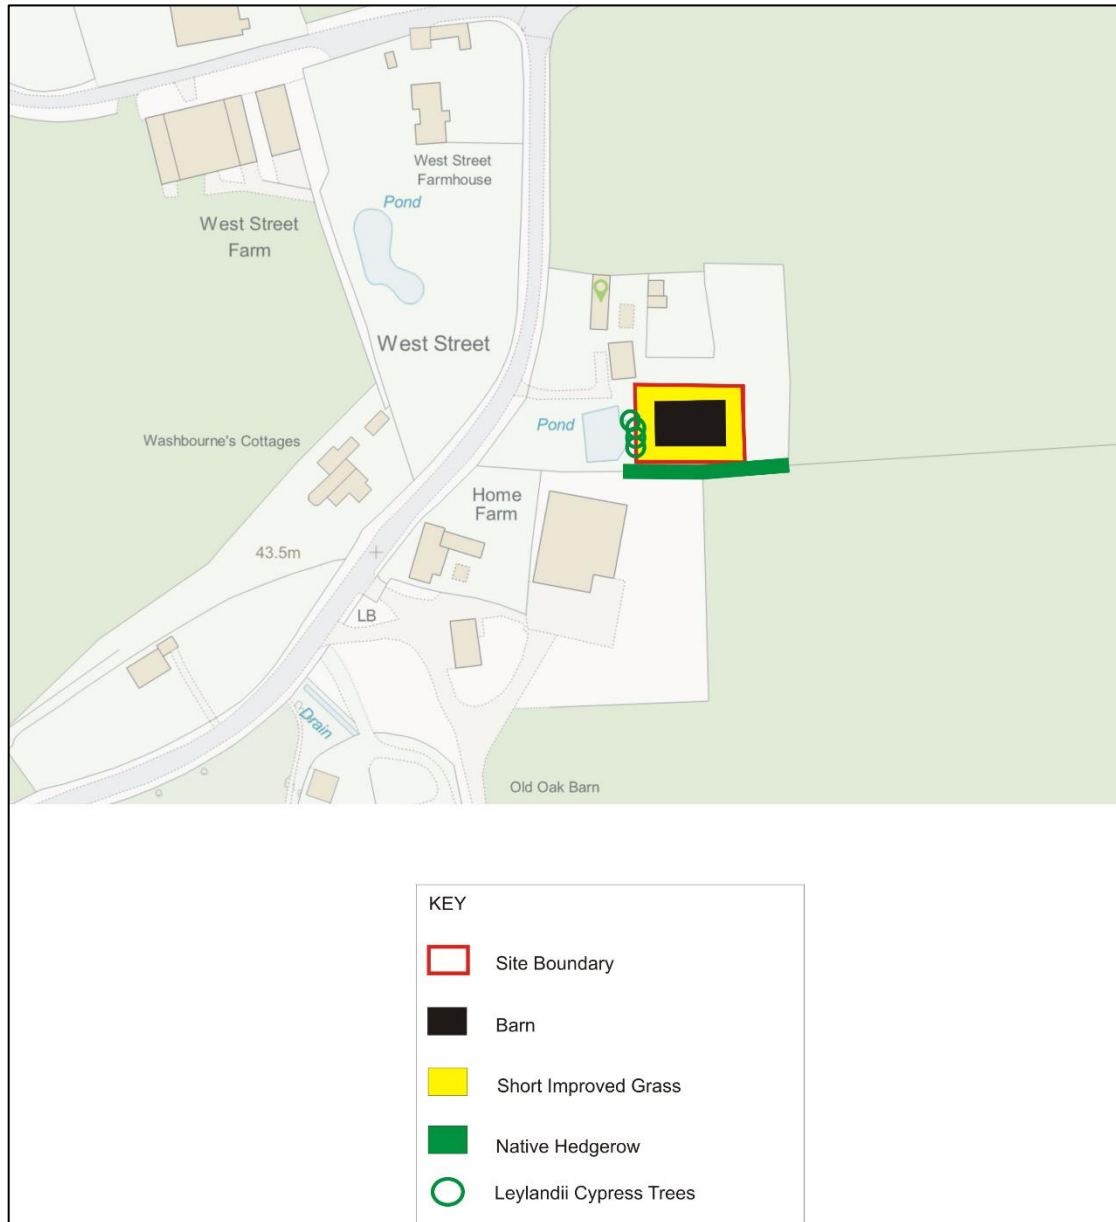 West Street
Farmhouse
Pond
West Street
Farm
West Street
Washbourne's Cottages
Pond
Home
Farm
43.5m
LB
Drain
Old Oak Barn
KEY
Site Boundary
Barn
Short Improved Grass
Native Hedgerow
Leylandii Cypress Trees